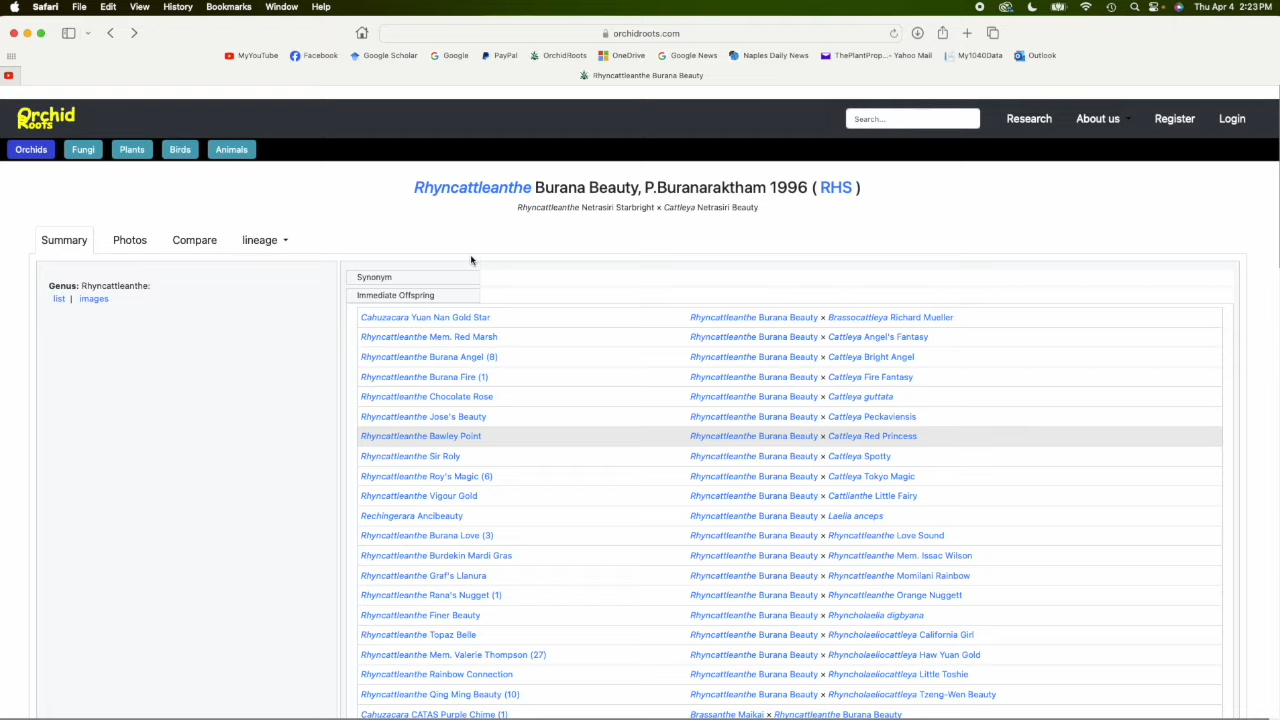 Safari File Edit View History Bookmarks Window Help Thu Apr 4 2:23 PM
orchidroots.com
MyYouTube Facebook Google Scholar Google PayPal OrchidRoots OneDrive Google News Naples Daily News ThePlantProp...- Yahoo Mail My1040Data Outlook
Rhyncattleanthe Burana Beauty
Orchid Roots
Search... Research About us Register Login
Orchids Fungi Plants Birds Animals
Rhyncattleanthe Burana Beauty, P.Buranaraktham 1996 ( RHS )
Rhyncattleanthe Netrasiri Starbright × Cattleya Netrasiri Beauty
Summary Photos Compare lineage
Genus: Rhyncattleanthe:
list | images
Synonym
Immediate Offspring
Cahuzacara Yuan Nan Gold Star Rhyncattleanthe Burana Beauty × Brassocattleya Richard Mueller
Rhyncattleanthe Mem. Red Marsh Rhyncattleanthe Burana Beauty × Cattleya Angel's Fantasy
Rhyncattleanthe Burana Angel (8) Rhyncattleanthe Burana Beauty × Cattleya Bright Angel
Rhyncattleanthe Burana Fire (1) Rhyncattleanthe Burana Beauty × Cattleya Fire Fantasy
Rhyncattleanthe Chocolate Rose Rhyncattleanthe Burana Beauty × Cattleya guttata
Rhyncattleanthe Jose's Beauty Rhyncattleanthe Burana Beauty × Cattleya Peckaviensis
Rhyncattleanthe Bawley Point Rhyncattleanthe Burana Beauty × Cattleya Red Princess
Rhyncattleanthe Sir Roly Rhyncattleanthe Burana Beauty × Cattleya Spotty
Rhyncattleanthe Roy's Magic (6) Rhyncattleanthe Burana Beauty × Cattleya Tokyo Magic
Rhyncattleanthe Vigour Gold Rhyncattleanthe Burana Beauty × Cattlianthe Little Fairy
Rechingerara Ancibeauty Rhyncattleanthe Burana Beauty × Laelia anceps
Rhyncattleanthe Burana Love (3) Rhyncattleanthe Burana Beauty × Rhyncattleanthe Love Sound
Rhyncattleanthe Burdekin Mardi Gras Rhyncattleanthe Burana Beauty × Rhyncattleanthe Mem. Issac Wilson
Rhyncattleanthe Graf's Llanura Rhyncattleanthe Burana Beauty × Rhyncattleanthe Momilani Rainbow
Rhyncattleanthe Rana's Nugget (1) Rhyncattleanthe Burana Beauty × Rhyncattleanthe Orange Nuggett
Rhyncattleanthe Finer Beauty Rhyncattleanthe Burana Beauty × Rhyncholaelia digbyana
Rhyncattleanthe Topaz Belle Rhyncattleanthe Burana Beauty × Rhyncholaeliocattleya California Girl
Rhyncattleanthe Mem. Valerie Thompson (27) Rhyncattleanthe Burana Beauty × Rhyncholaeliocattleya Haw Yuan Gold
Rhyncattleanthe Rainbow Connection Rhyncattleanthe Burana Beauty × Rhyncholaeliocattleya Little Toshie
Rhyncattleanthe Qing Ming Beauty (10) Rhyncattleanthe Burana Beauty × Rhyncholaeliocattleya Tzeng-Wen Beauty
Cahuzacara CATAS Purple Chime (1) Brassanthe Maikai × Rhyncattleanthe Burana Beauty